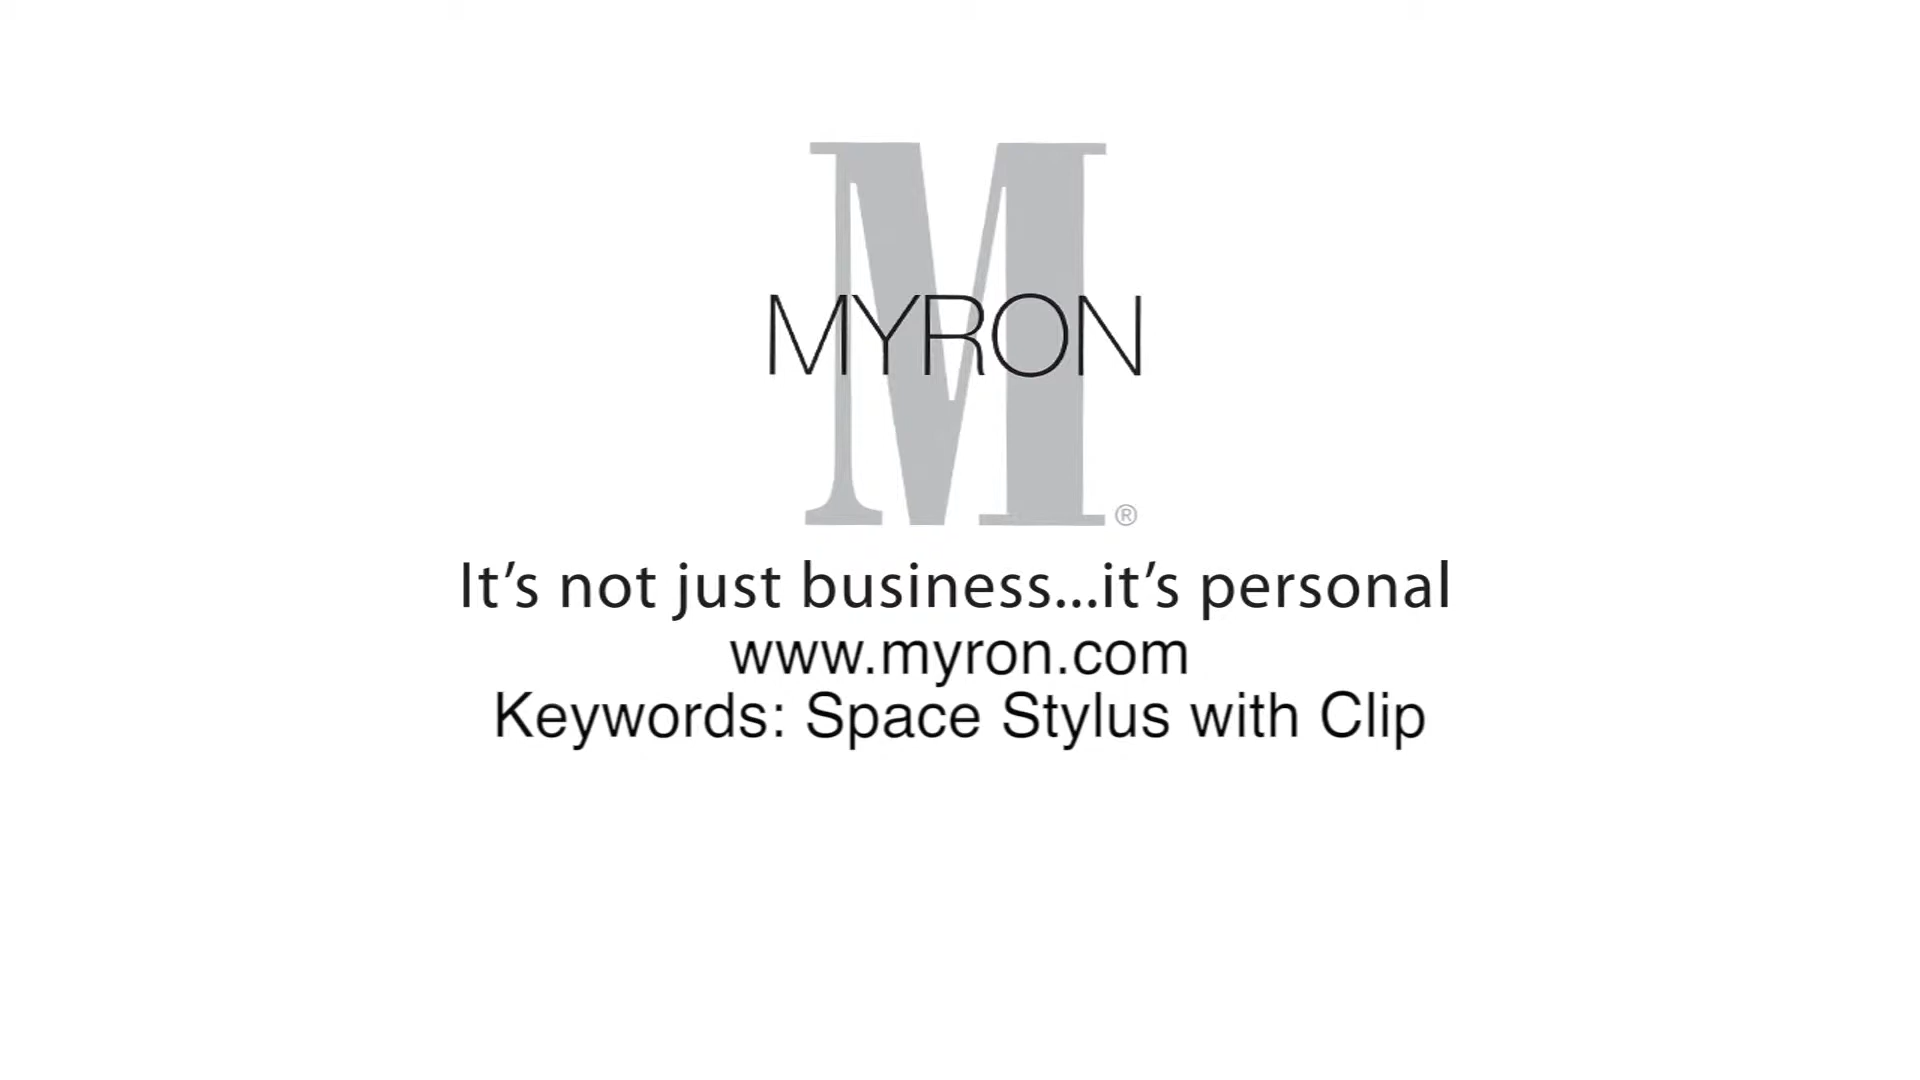 M
MYRON
®
It’s not just business...it’s personal
www.myron.com
Keywords: Space Stylus with Clip